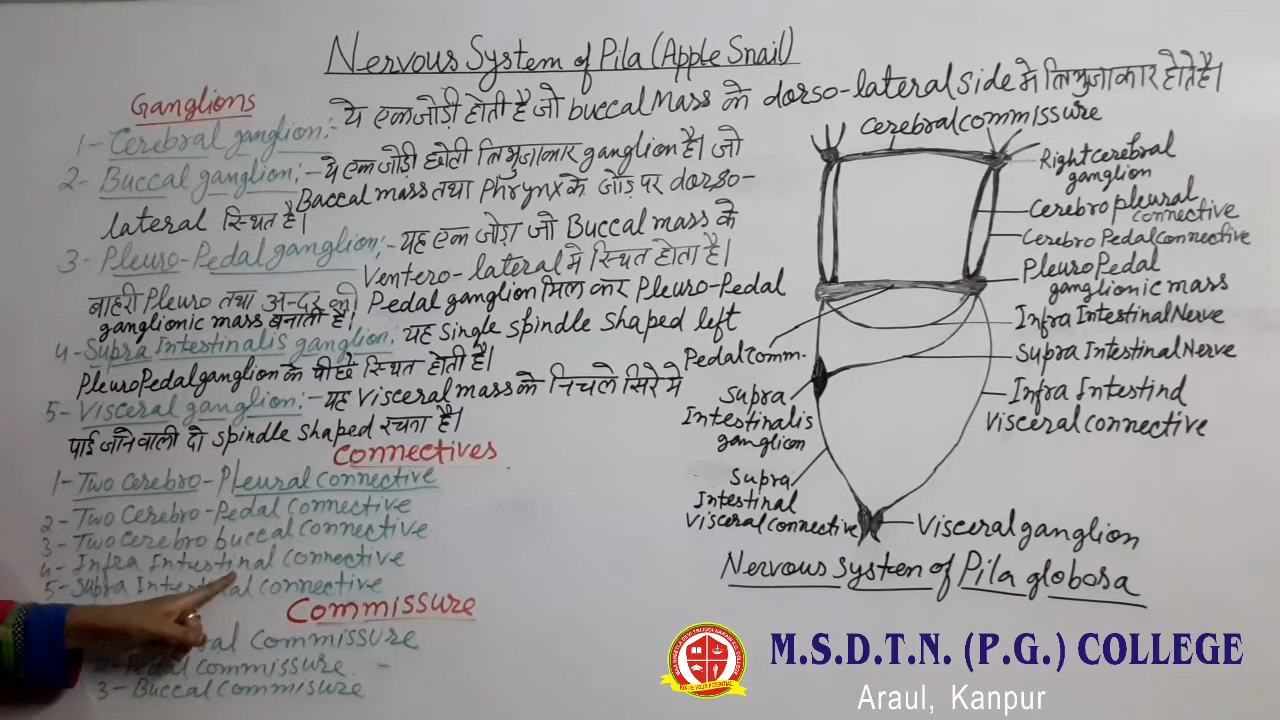 Nervous System of Pila (Apple Snail)
Ganglions
1- Cerebral ganglion:- ये एक जोड़ी होती है जो buccal Mass के dorso-lateral side मे त्रिभुजाकार होते है।
2- Buccal ganglion:- ये एक जोड़ी छोटी त्रिभुजाकार ganglion है। जो
Baccal mass तथा Phrynx के जोड़ पर dorso-
lateral स्थित है।
3- Pleuro-Pedal ganglion:- यह एक जोड़ा जो Buccal mass के
Ventero-lateral मे स्थित होता है।
बाहरी Pleuro तथा अन्दर की Pedal ganglion मिल कर Pleuro-Pedal
ganglionic mass बनाती है।
4- Supra Intestinalis ganglion:- यह single spindle shaped left
PleuroPedal ganglion के पीछे स्थित होती है।
5- Visceral ganglion:- यह Visceral mass के निचले सिरे मे
पाई जाने वाली दो spindle shaped रचना है।
Connectives
1- Two Cerebro-Pleural connective
2- Two Cerebro-Pedal Connective
3- Two cerebro buccal connective
4- Infra Intustinal connective
5- Supra connective
Commissure
Commissure
2- Pedal commissure.
3- Buccal commisure
Cerebral commissure
Right cerebral
ganglion
Cerebro pleural
connective
Cerebro Pedal connective
Pleuro Pedal
ganglionic mass
Infra Intestinal Nerve
Supra Intestinal Nerve
Infra Intestind
Visceral connective
Pedal Comm.
Supra
Intestinalis
ganglion
Supra
Intestinal
Visceral connective
Visceral ganglion
Nervous System of Pila globosa
M.S.D.T.N. (P.G.) COLLEGE
Araul, Kanpur
IGNITE YOUR POTENTIAL